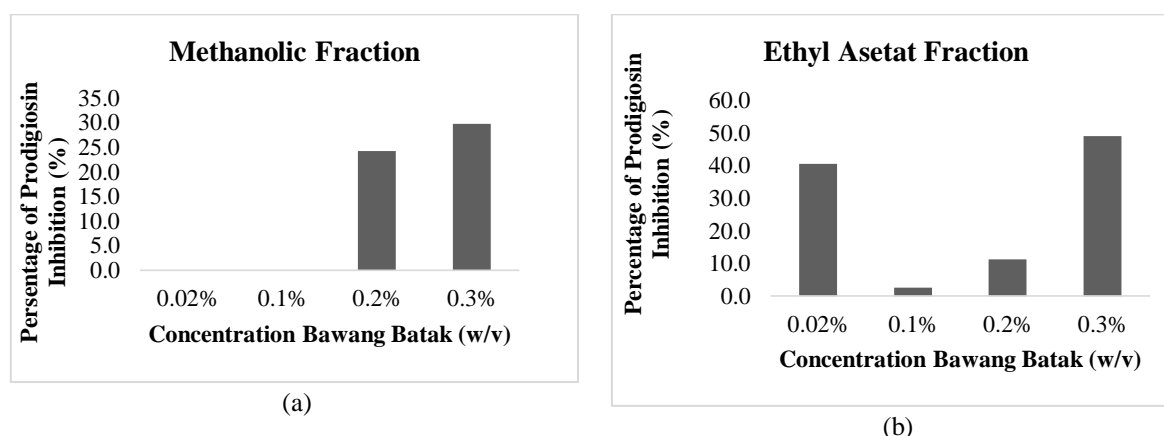 Methanolic Fraction
Persentage of Prodigiosin
Inhibition (%)
35.0
30.0
25.0
20.0
15.0
10.0
5.0
0.0
0.02% 0.1% 0.2% 0.3%
Concentration Bawang Batak (w/v)
(a)
Ethyl Asetat Fraction
Percentage of Prodigiosin
Inhibition (%)
60.0
50.0
40.0
30.0
20.0
10.0
0.0
0.02% 0.1% 0.2% 0.3%
Concentration Bawang Batak (w/v)
(b)